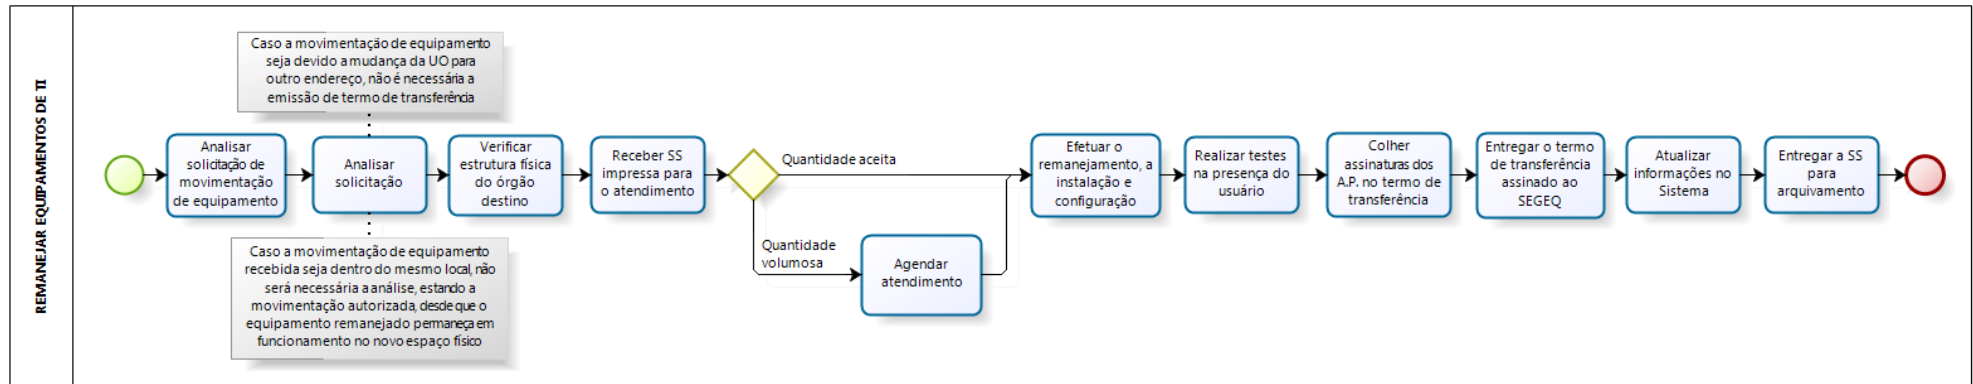 REMANEJAR EQUIPAMENTOS DE TI
Caso a movimentação de equipamento
seja devido a mudança da UO para
outro endereço, não é necessária a
emissão de termo de transferência
Analisar
solicitação de
movimentação
de equipamento
Analisar
solicitação
Verificar
estrutura física
do órgão
destino
Receber SS
impressa para
o atendimento
Caso a movimentação de equipamento
recebida seja dentro do mesmo local, não
será necessária a análise, estando a
movimentação autorizada, desde que o
equipamento remanejado permaneça em
funcionamento no novo espaço físico
Quantidade aceita
Quantidade
volumosa
Agendar
atendimento
Efetuar o
remanejamento, a
instalação e
configuração
Realizar testes
na presença do
usuário
Colher
assinaturas dos
A.P. no termo de
transferência
Entregar o termo
de transferência
assinado ao
SEGEQ
Atualizar
informações no
Sistema
Entregar a SS
para
arquivamento